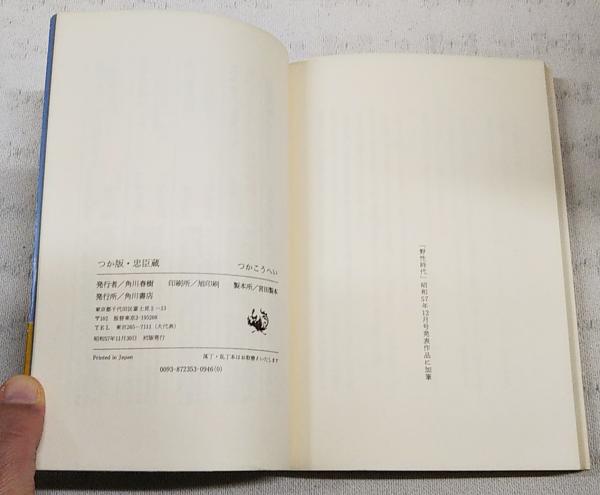 「野性時代」昭和57年12月号発表作品に加筆
つか版・忠臣蔵 つかこうへい
発行者/角川春樹 印刷所/旭印刷 製本所/宮田製本
発行所/角川書店
東京都千代田区富士見2-13
〒102 振替東京3-195208
TEL 東京265-7111(大代表)
昭和57年11月30日 初版発行
Printed in Japan 落丁・乱丁本はお取替えいたします
0093-872353-0946(0)